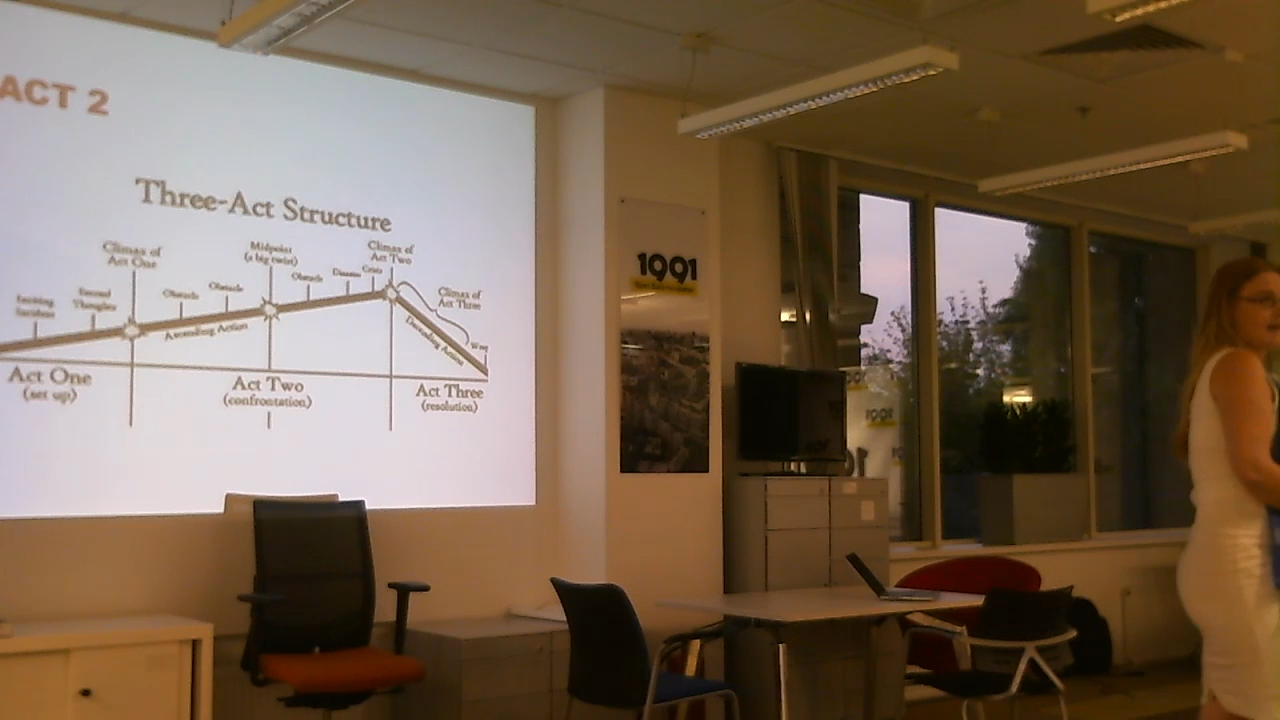 ACT 2
Three-Act Structure
Climax of
Act One
Midpoint
(a big twist)
Climax of
Act Two
Inciting
Incident
Second
Thoughts
Obstacle
Obstacle
Obstacle
Disaster
Crisis
Climax of
Act Three
Ascending Action
Descending Action
Act One
(set up)
Act Two
(confrontation)
Act Three
(resolution)
1991
1991